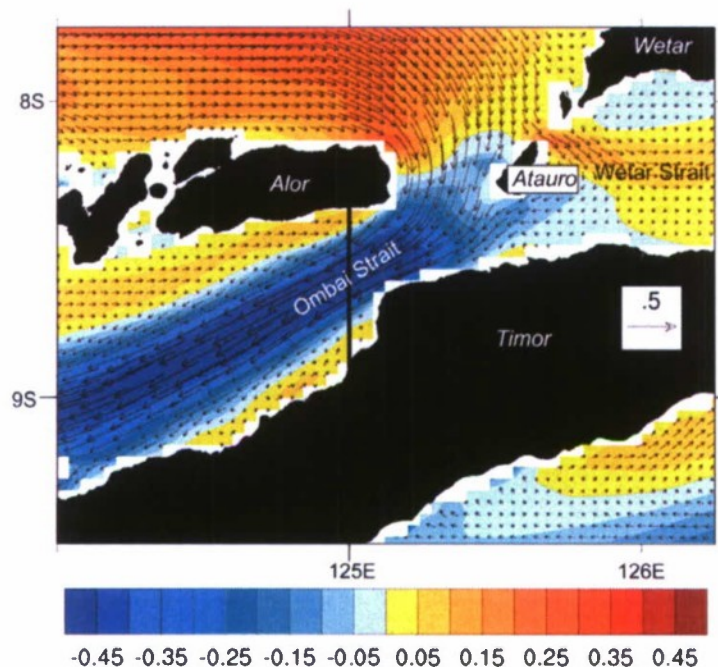 Wetar
8S
Alor
Atauro
Wetar Strait
Ombai Strait
.5
Timor
9S
125E
126E
-0.45 -0.35 -0.25 -0.15 -0.05 0.05 0.15 0.25 0.35 0.45